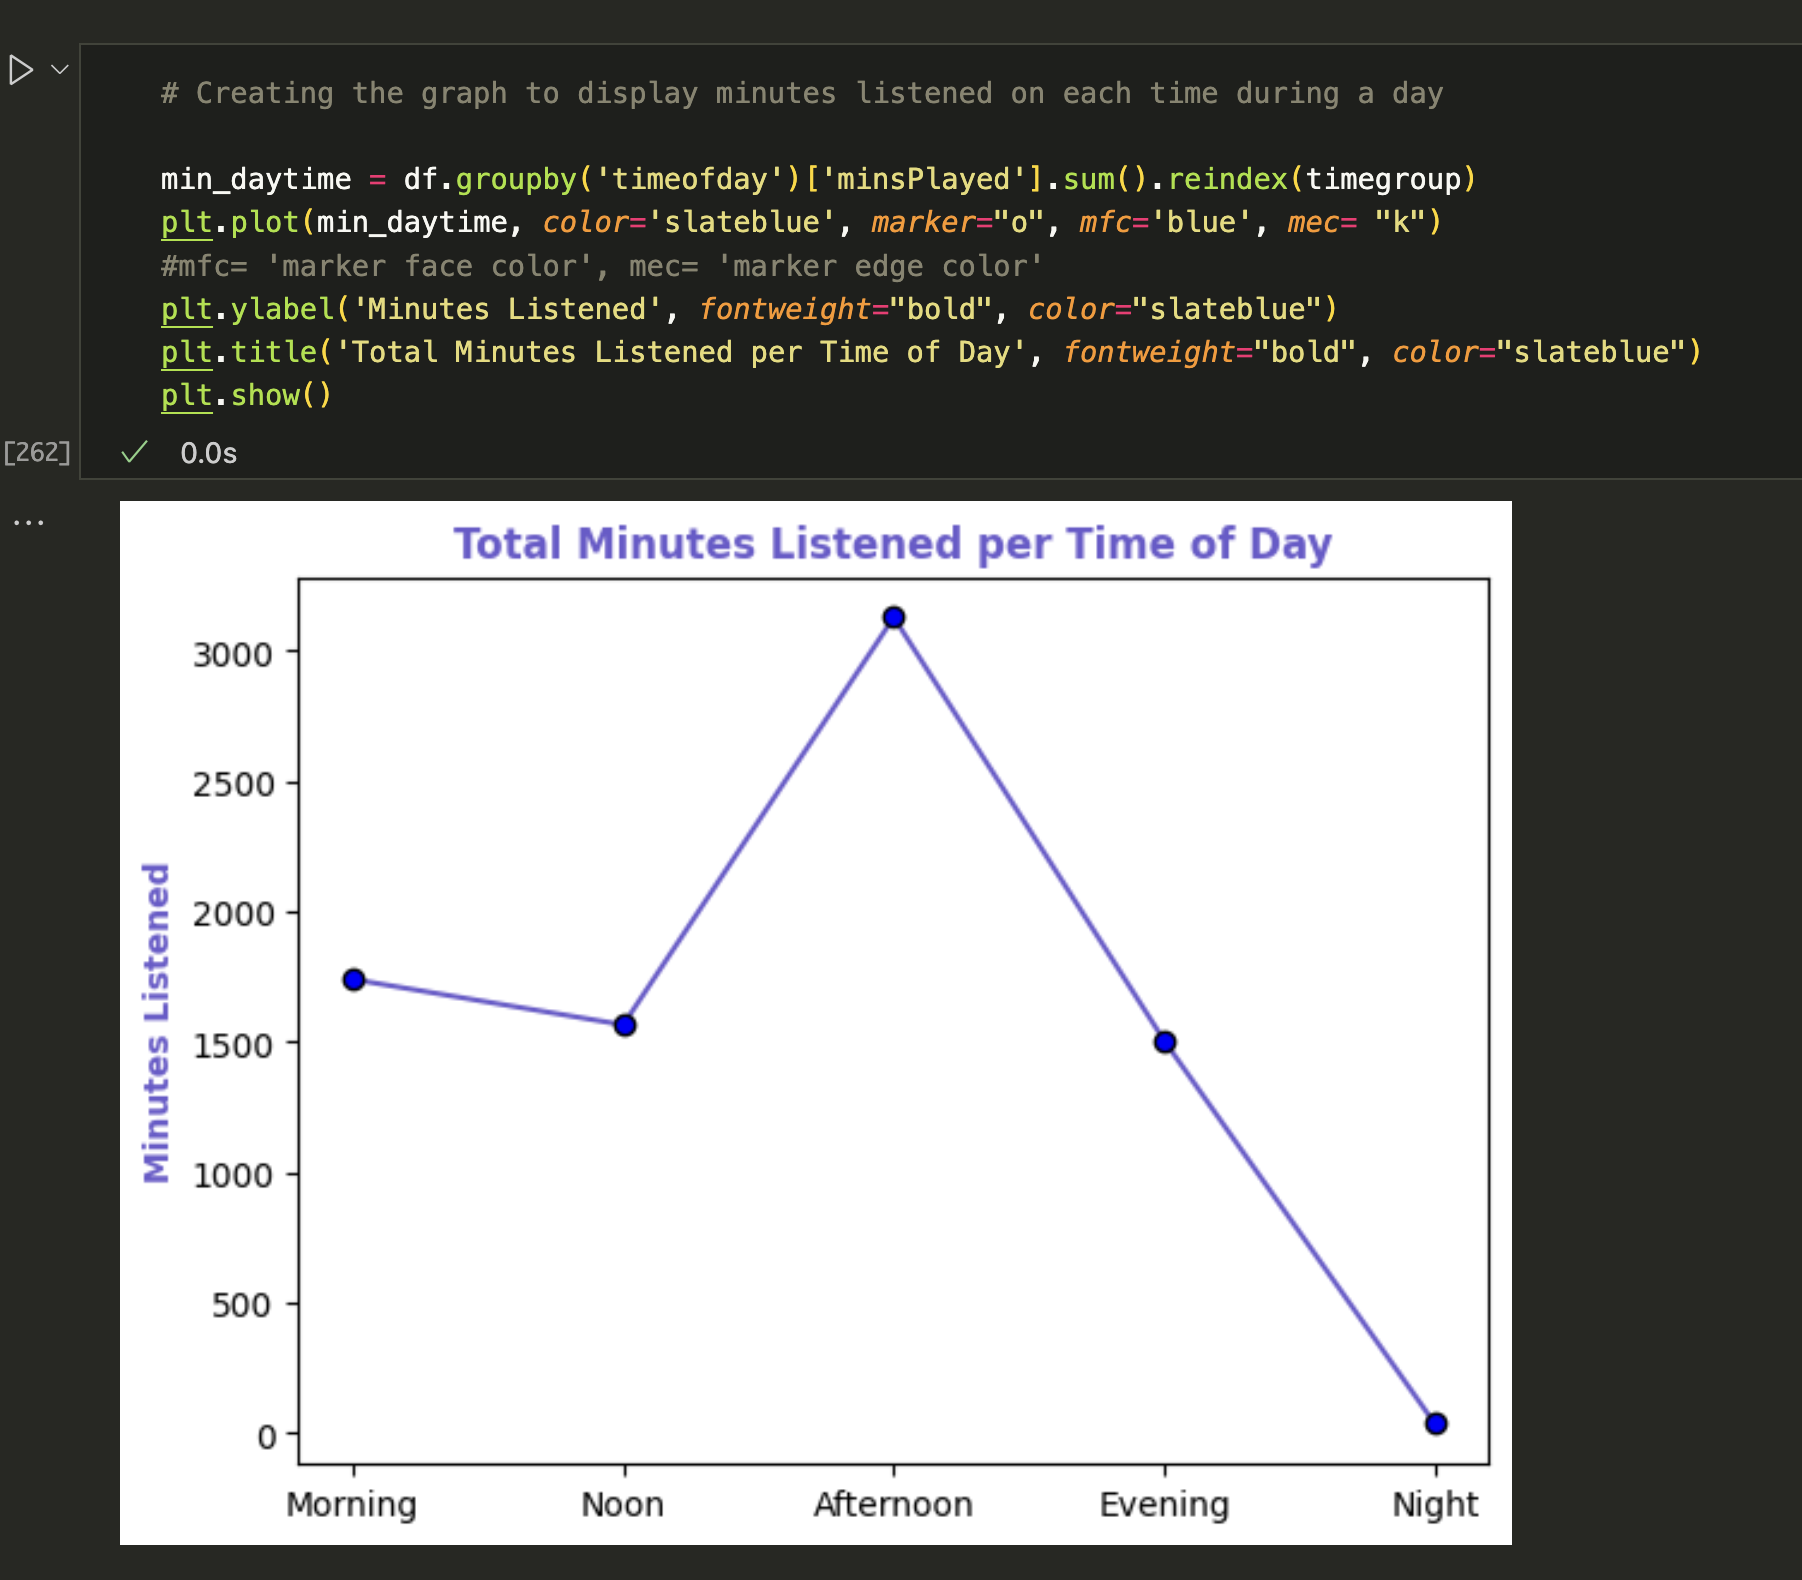 # Creating the graph to display minutes listened on each time during a day
min_daytime = df.groupby('timeofday')['minsPlayed'].sum().reindex(timegroup)
plt.plot(min_daytime, color='slateblue', marker="o", mfc='blue', mec= "k")
#mfc= 'marker face color', mec= 'marker edge color'
plt.ylabel('Minutes Listened', fontweight="bold", color="slateblue")
plt.title('Total Minutes Listened per Time of Day', fontweight="bold", color="slateblue")
plt.show()
[262]
0.0s
Total Minutes Listened per Time of Day
Minutes Listened
3000
2500
2000
1500
1000
500
0
Morning Noon Afternoon Evening Night